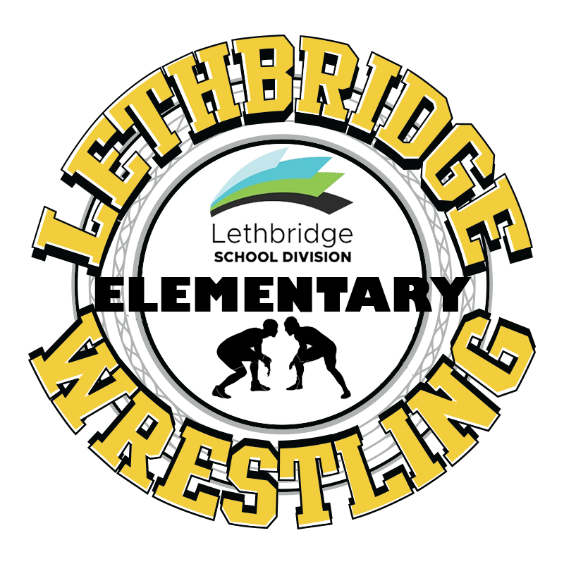 LETHBRIDGE
Lethbridge
SCHOOL DIVISION
ELEMENTARY
WRESTLING